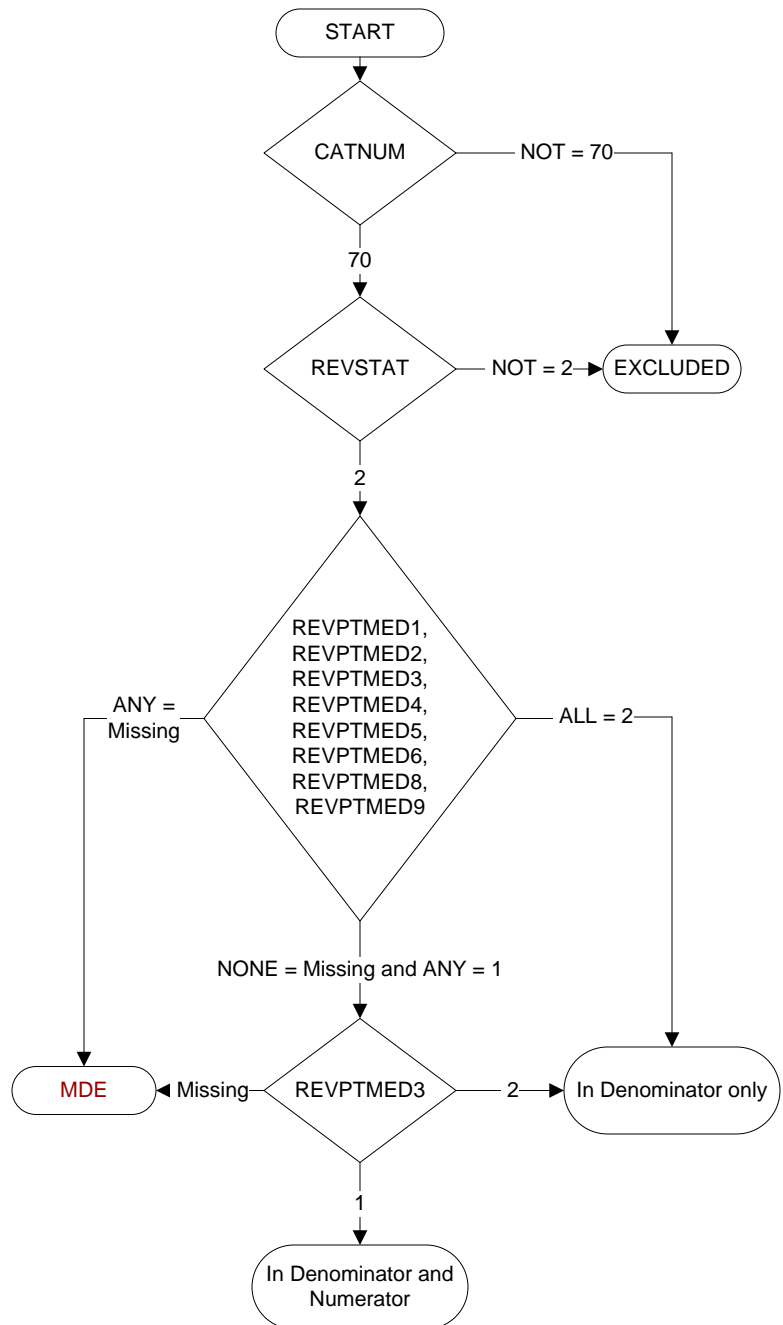 START
CATNUM
NOT = 70
70
REVSTAT
NOT = 2
EXCLUDED
2
REVPTMED1,
REVPTMED2,
REVPTMED3,
REVPTMED4,
REVPTMED5,
REVPTMED6,
REVPTMED8,
REVPTMED9
ANY =
Missing
ALL = 2
NONE = Missing and ANY = 1
MDE
Missing
REVPTMED3
2
In Denominator only
1
In Denominator and
Numerator